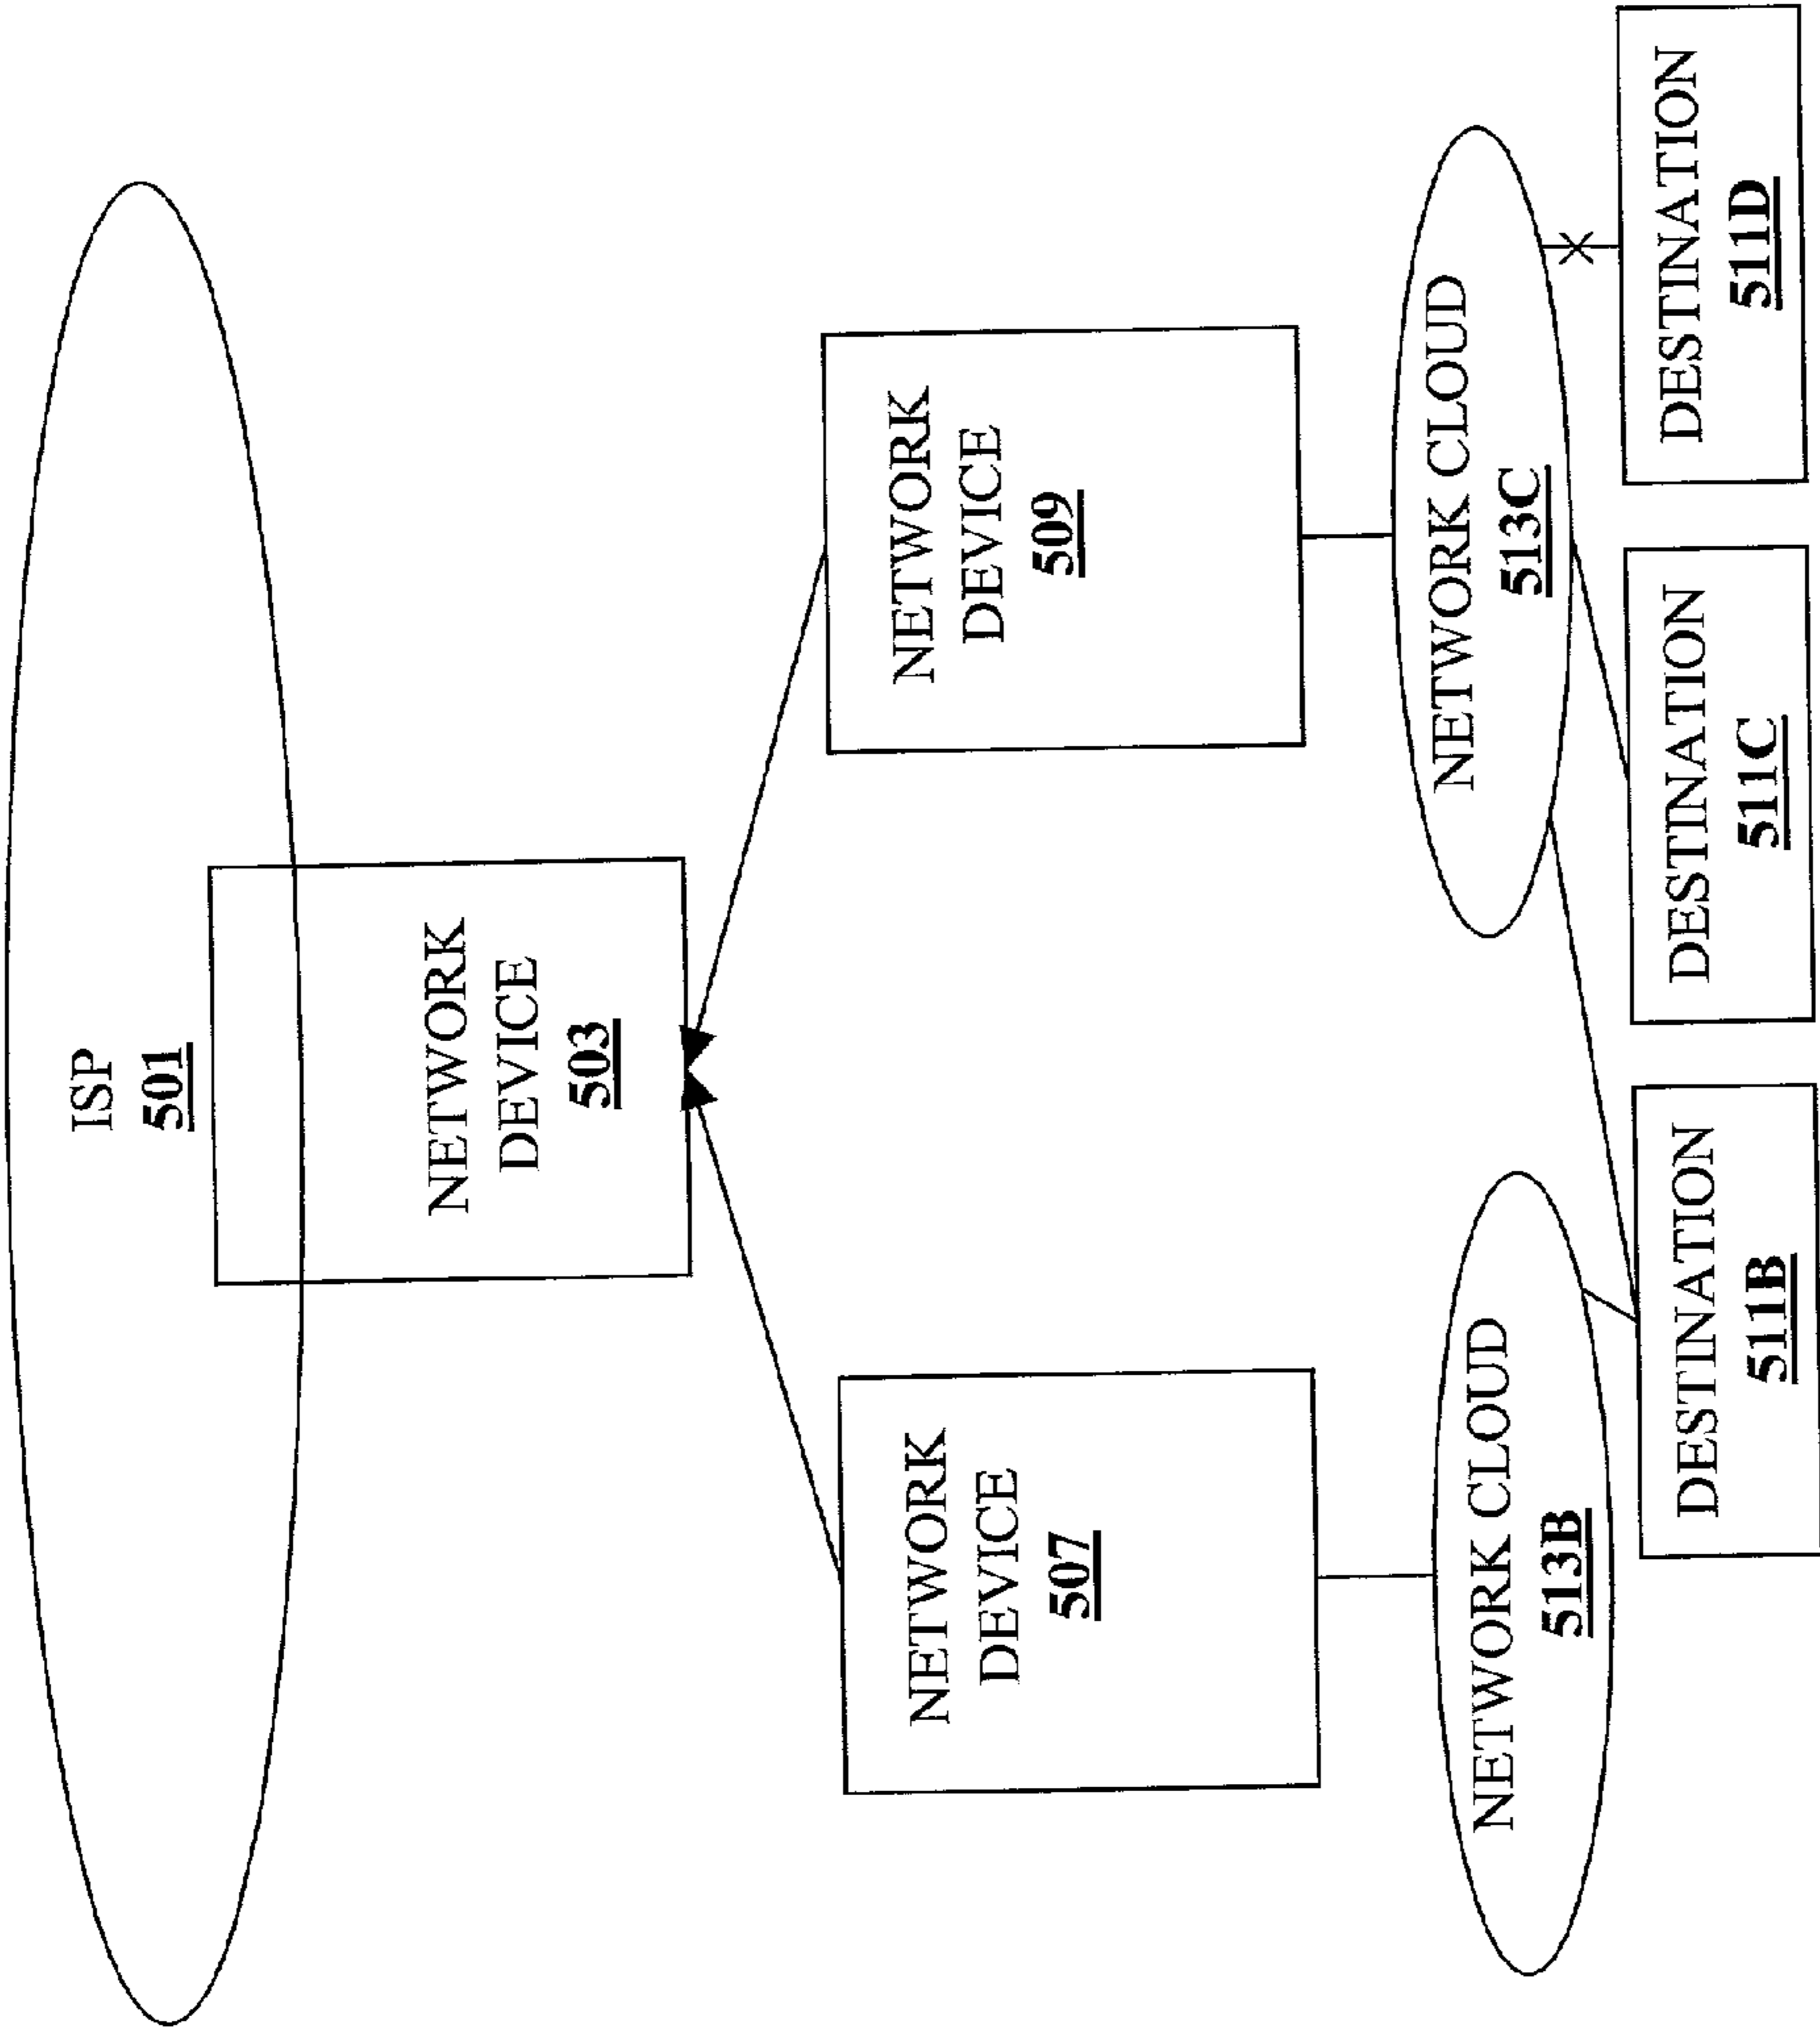 ISP
501
NETWORK
DEVICE
503
NETWORK
DEVICE
507
NETWORK
DEVICE
509
NETWORK CLOUD
513B
NETWORK CLOUD
513C
DESTINATION
511B
DESTINATION
511C
DESTINATION
511D